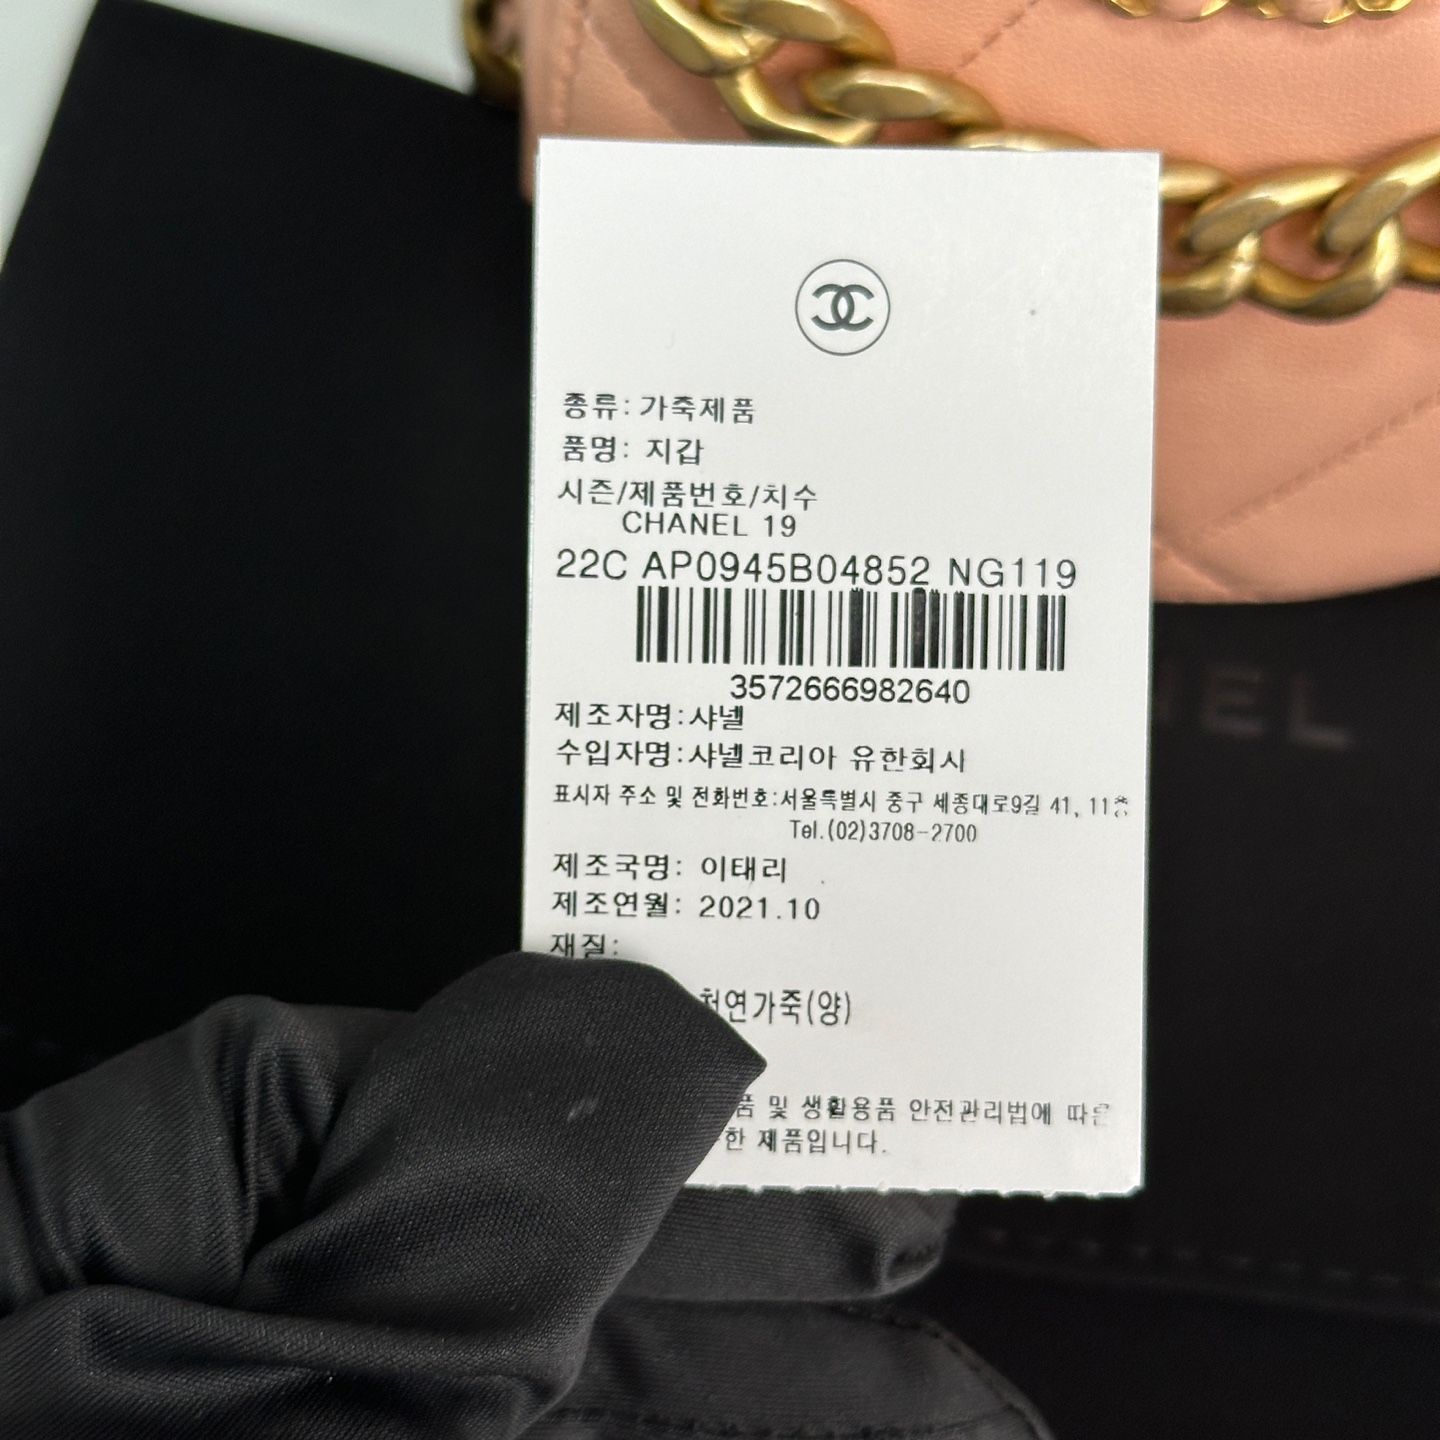 종류: 가죽제품
품명: 지갑
시즌/제품번호/치수
CHANEL 19
22C AP0945B04852 NG119
3572666982640
제조자명:샤넬
수입자명:샤넬코리아 유한회사
표시자 주소 및 전화번호:서울특별시 중구 세종대로9길 41, 11층
Tel.(02)3708-2700
제조국명: 이태리
제조연월: 2021.10
재질:
천연가죽(양)
품 및 생활용품 안전관리법에 따른
한 제품입니다.